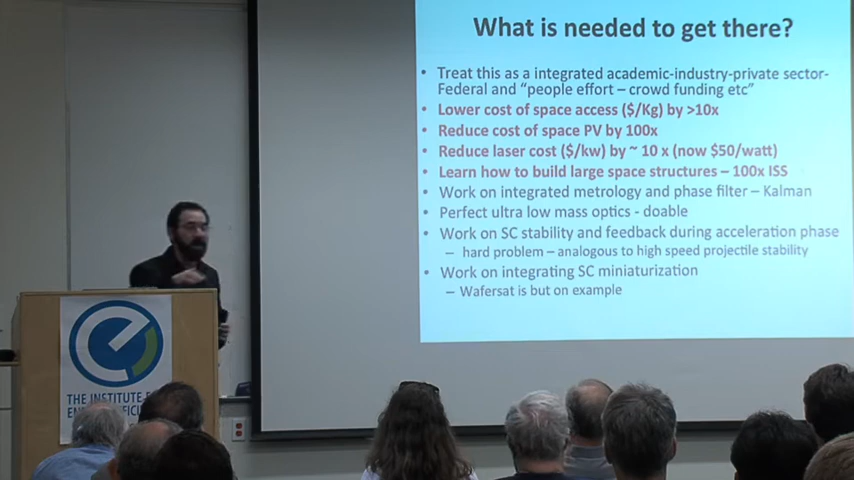 What is needed to get there?
• Treat this as a integrated academic-industry-private sector-
Federal and "people effort – crowd funding etc"
• Lower cost of space access ($/Kg) by >10x
• Reduce cost of space PV by 100x
• Reduce laser cost ($/kw) by ~ 10 x (now $50/watt)
• Learn how to build large space structures – 100x ISS
• Work on integrated metrology and phase filter – Kalman
• Perfect ultra low mass optics - doable
• Work on SC stability and feedback during acceleration phase
– hard problem – analogous to high speed projectile stability
• Work on integrating SC miniaturization
– Wafersat is but on example
THE INSTITUTE